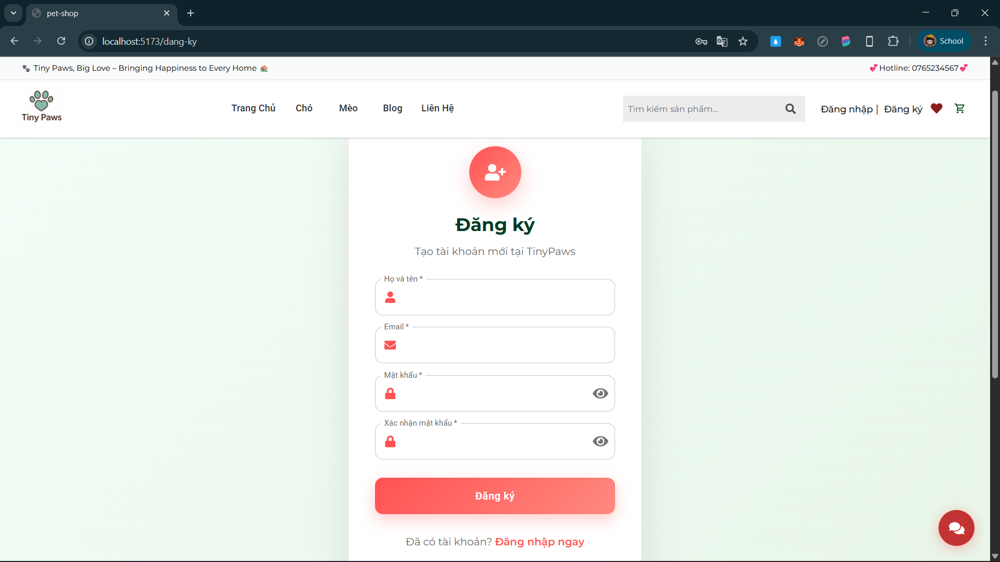 pet-shop
localhost:5173/dang-ky
School
🐾 Tiny Paws, Big Love – Bringing Happiness to Every Home 🏠
💕 Hotline: 0765234567 💕
Tiny Paws
Trang Chủ Chó Mèo Blog Liên Hệ
Tìm kiếm sản phẩm...
Đăng nhập | Đăng ký
Đăng ký
Tạo tài khoản mới tại TinyPaws
Họ và tên *
Email *
Mật khẩu *
Xác nhận mật khẩu *
Đăng ký
Đã có tài khoản? Đăng nhập ngay